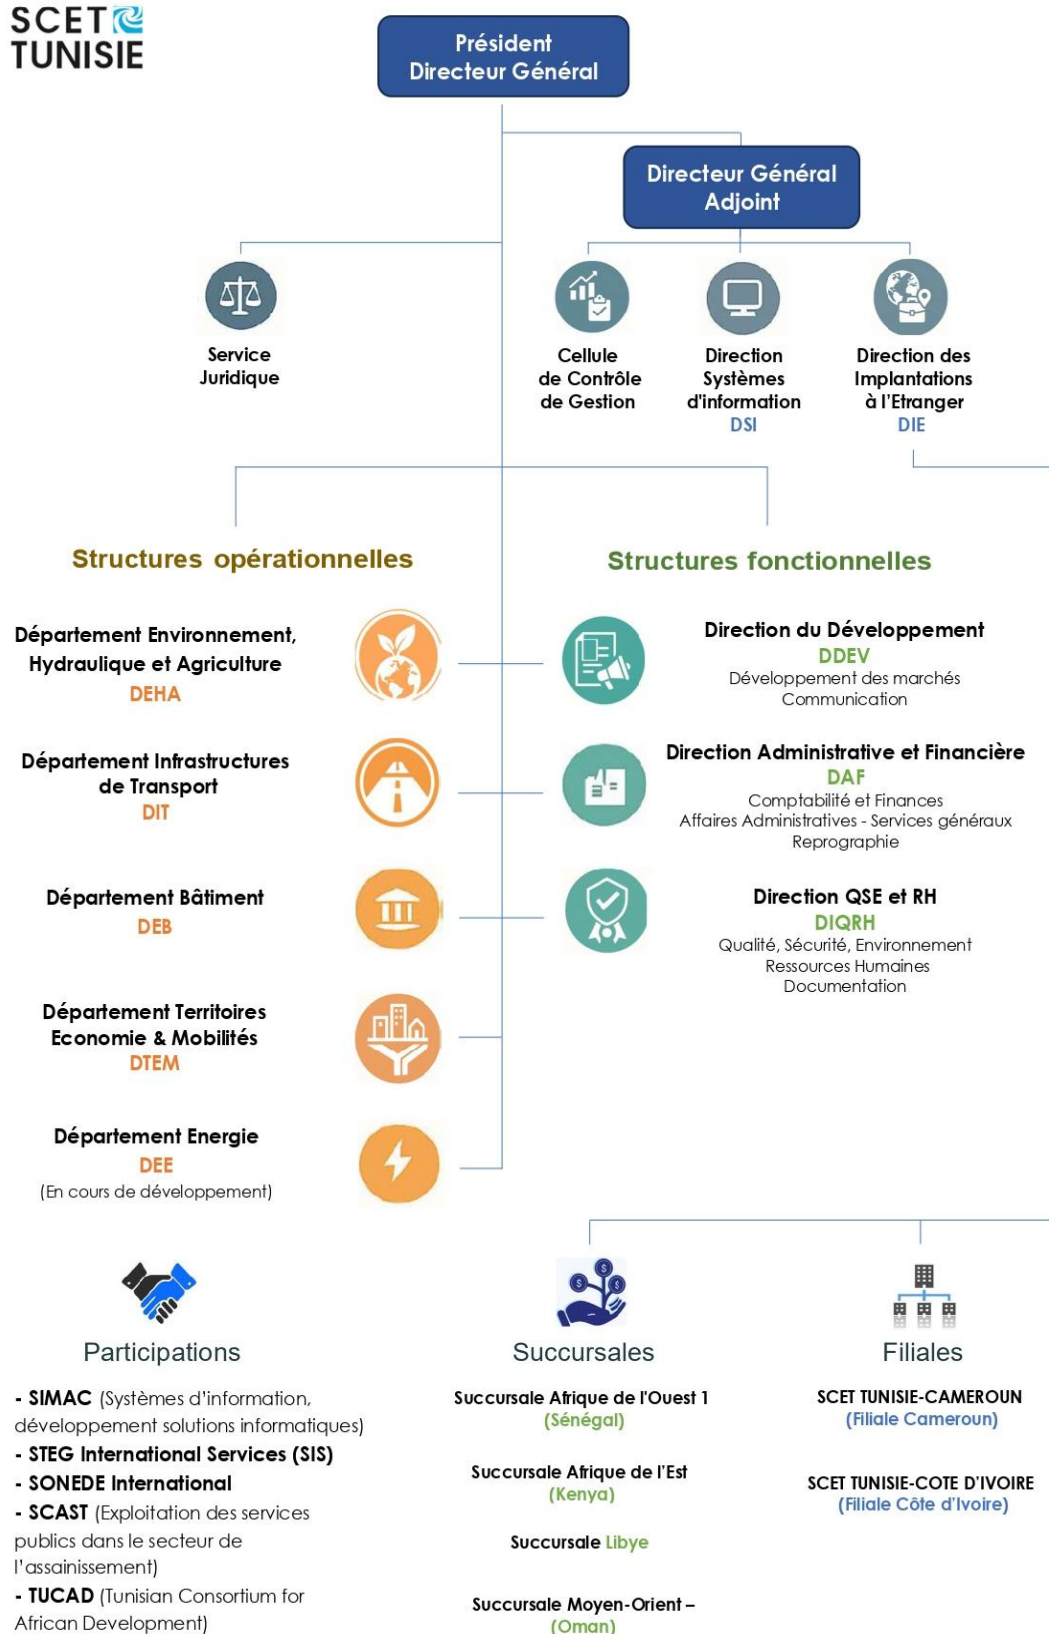 SCET
TUNISIE
Président
Directeur Général
Directeur Général
Adjoint
Service
Juridique
Cellule
de Contrôle
de Gestion
Direction
Systèmes
d'information
DSI
Direction des
Implantations
à l'Etranger
DIE
Structures opérationnelles
Département Environnement,
Hydraulique et Agriculture
DEHA
Département Infrastructures
de Transport
DIT
Département Bâtiment
DEB
Département Territoires
Economie & Mobilités
DTEM
Département Energie
DEE
(En cours de développement)
Structures fonctionnelles
Direction du Développement
DDEV
Développement des marchés
Communication
Direction Administrative et Financière
DAF
Comptabilité et Finances
Affaires Administratives - Services généraux
Reprographie
Direction QSE et RH
DIQRH
Qualité, Sécurité, Environnement
Ressources Humaines
Documentation
Participations
- SIMAC (Systèmes d'information,
développement solutions informatiques)
- STEG International Services (SIS)
- SONEDE International
- SCAST (Exploitation des services
publics dans le secteur de
l'assainissement)
- TUCAD (Tunisian Consortium for
African Development)
Succursales
Succursale Afrique de l'Ouest 1
(Sénégal)
Succursale Afrique de l'Est
(Kenya)
Succursale Libye
Succursale Moyen-Orient –
(Oman)
Filiales
SCET TUNISIE-CAMEROUN
(Filiale Cameroun)
SCET TUNISIE-COTE D'IVOIRE
(Filiale Côte d'Ivoire)